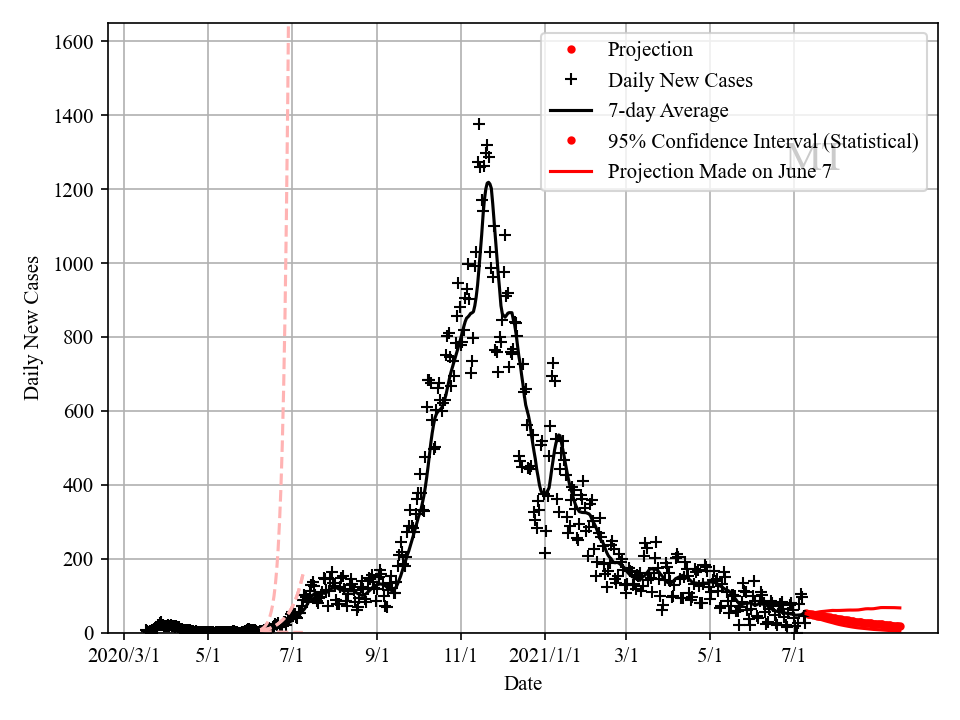 1600
1400
1200
1000
800
600
400
200
0
Daily New Cases
Projection
Daily New Cases
7-day Average
95% Confidence Interval (Statistical)
MT
Projection Made on June 7
2020/3/1 5/1 7/1 9/1 11/1 2021/1/1 3/1 5/1 7/1
Date